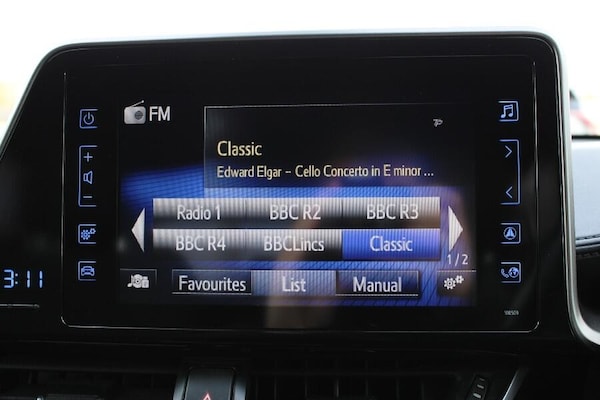 FM
Classic
Edward Elgar – Cello Concerto in E minor ...
Radio 1 BBC R2 BBC R3
BBC R4 BBCLincs Classic
1 / 2
3:11
Favourites List Manual